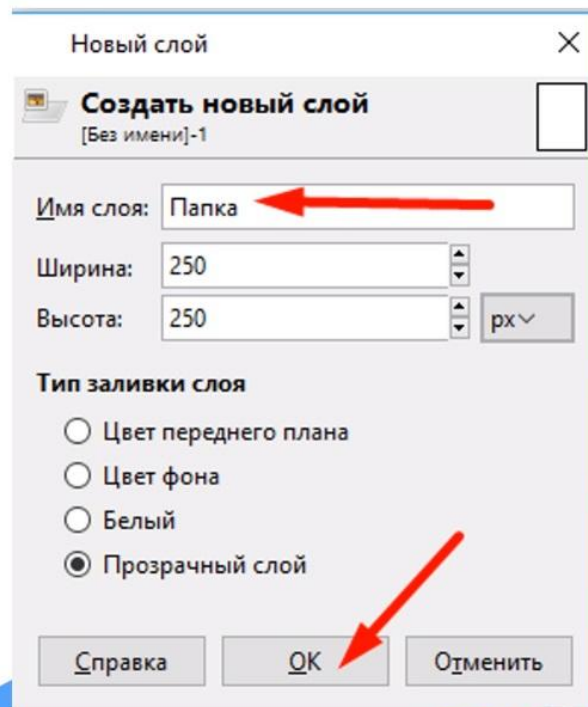 Новый слой
Создать новый слой
[Без имени]-1
Имя слоя: Папка
Ширина: 250
Высота: 250 px
Тип заливки слоя
Цвет переднего плана
Цвет фона
Белый
Прозрачный слой
Справка OK Отменить